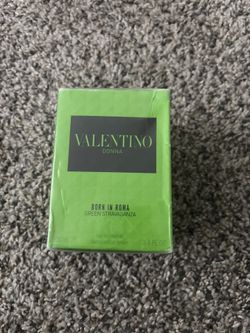 VALENTINO
DONNA
BORN IN ROMA
GREEN STRAVAGANZA